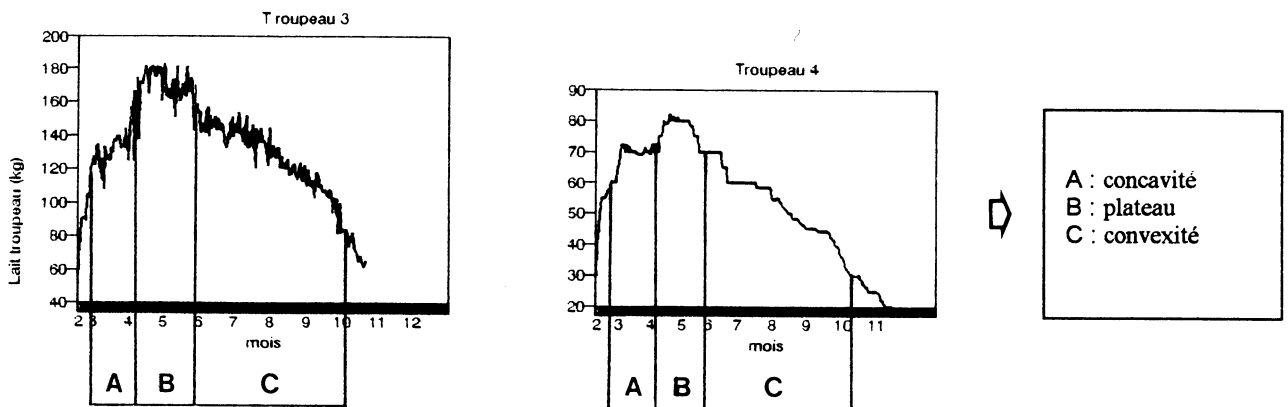 Troupeau 3
Lait troupeau (kg)
200
180
160
140
120
100
80
60
40
2 3 4 5 6 7 8 9 10 11 12
mois
A B C
Troupeau 4
90
80
70
60
50
40
30
20
2 3 4 5 6 7 8 9 10 11
mois
A B C
A : concavité
B : plateau
C : convexité